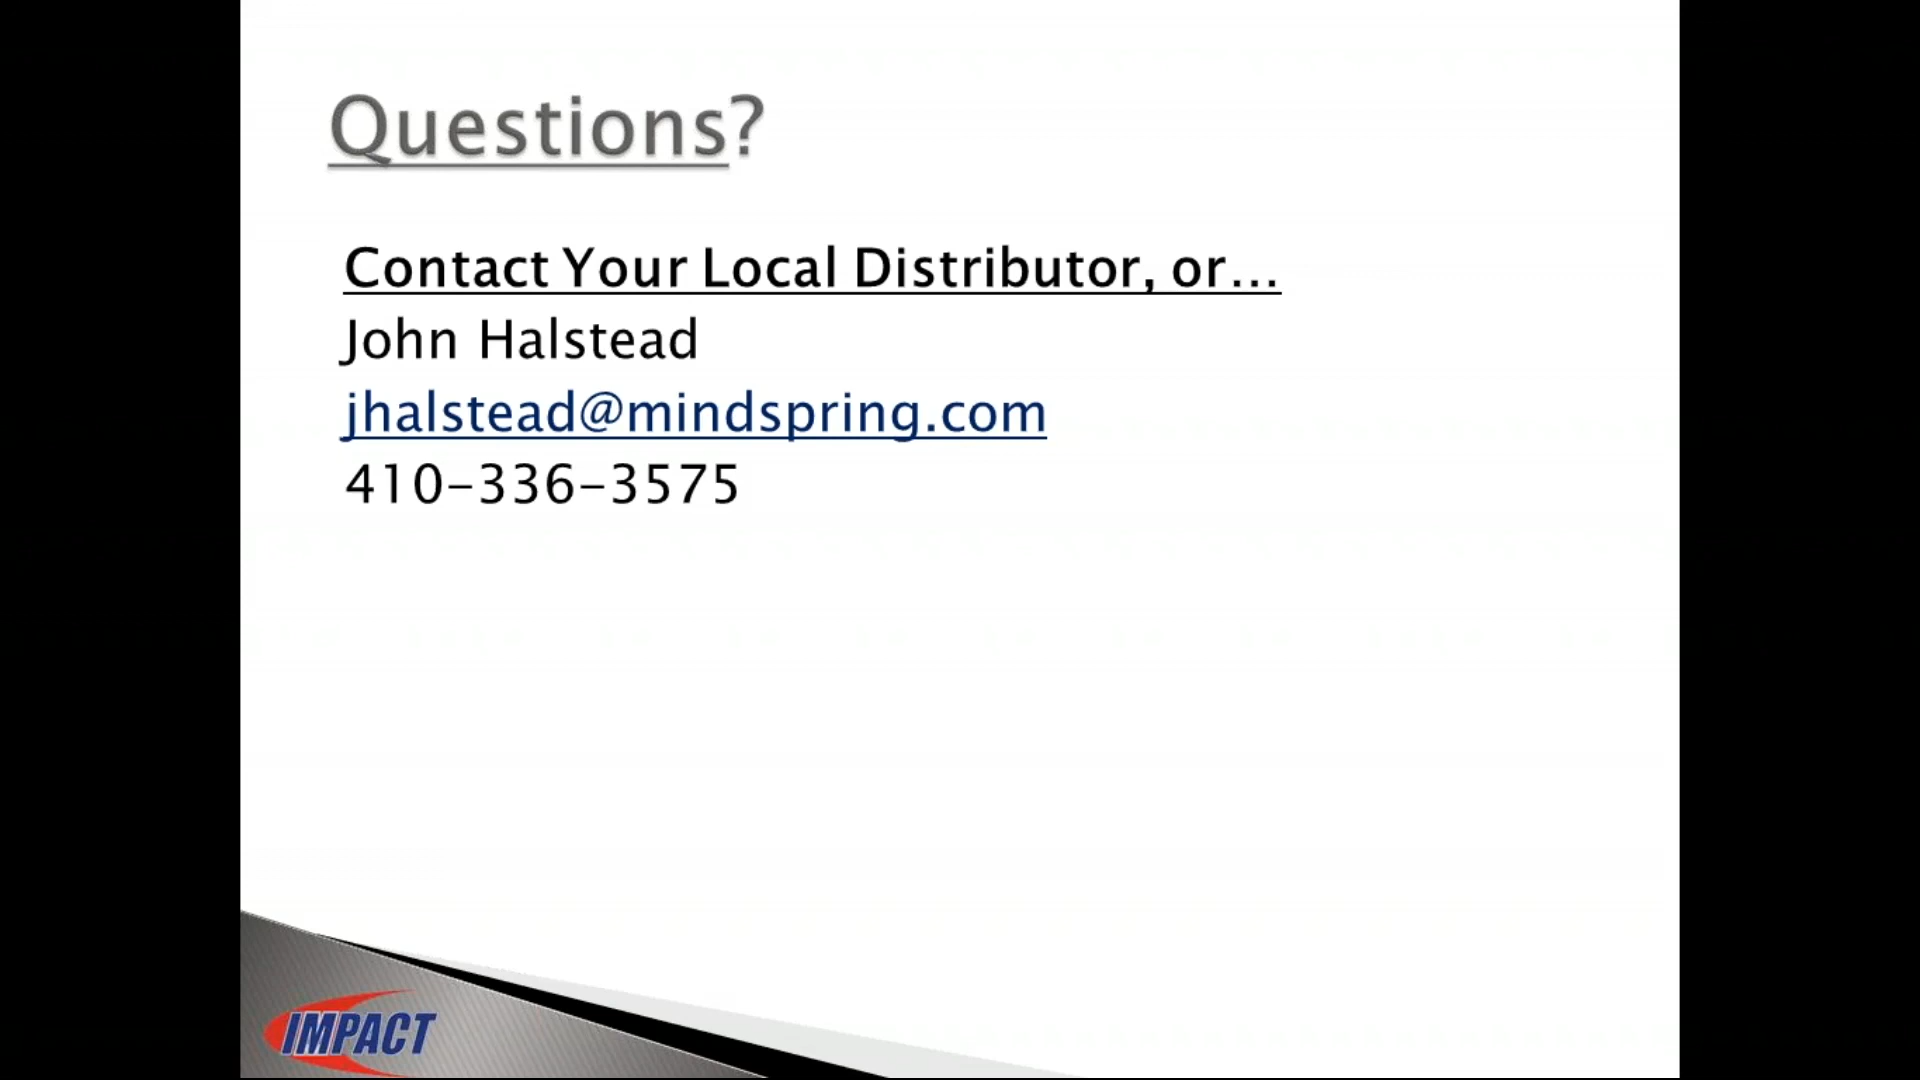 Questions?
Contact Your Local Distributor, or...
John Halstead
jhalstead@mindspring.com
410-336-3575
IMPACT